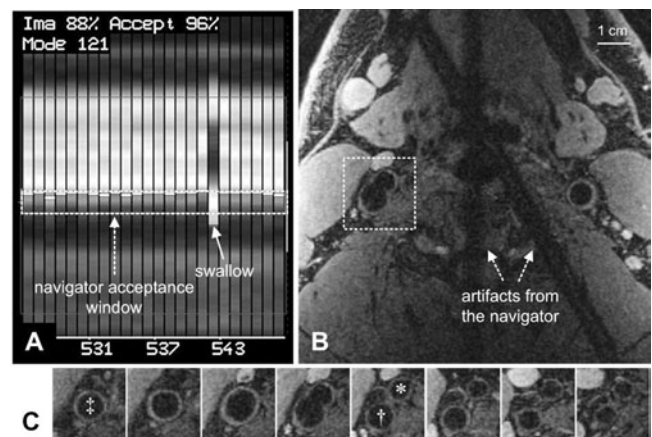 Ima 88% Accept 96%
Mode 121
navigator acceptance
window
swallow
A
531 537 543
1 cm
artifacts from
the navigator
B
C
‡
†
*